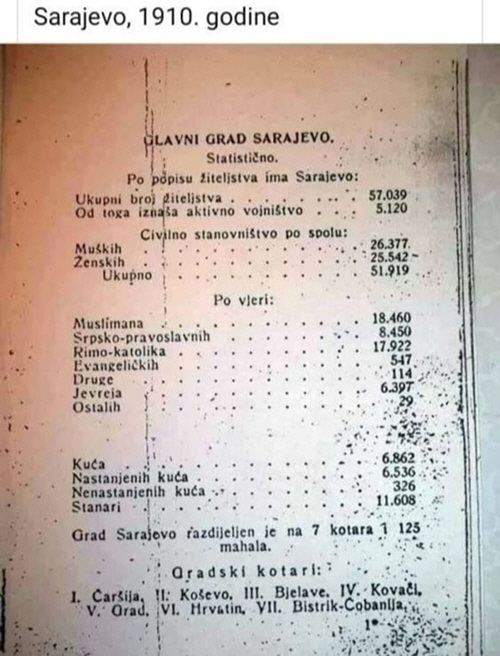 Sarajevo, 1910. godine
GLAVNI GRAD SARAJEVO.
Statistično.
Po popisu žiteljstva ima Sarajevo:
Ukupni broj žiteljstva . . . . . . . . 57.039
Od toga iznaša aktivno vojništvo . . . . 5.120
Civilno stanovništvo po spolu:
Muških . . . . . . . . . . . . 26.377
Ženskih . . . . . . . . . . . . 25.542
Ukupno . . . . . . . . . . . 51.919
Po vjeri:
Muslimana . . . . . . . . . . . 18.460
Srpsko-pravoslavnih . . . . . . . . 8.450
Rimo-katolika . . . . . . . . . . 17.922
Evangeličkih . . . . . . . . . . 547
Druge . . . . . . . . . . . . 114
Jevreja . . . . . . . . . . . . 6.397
Ostalih . . . . . . . . . . . . 29
Kuća . . . . . . . . . . . . 6.862
Nastanjenih kuća . . . . . . . . . 6.536
Nenastanjenih kuća . . . . . . . . 326
Stanari . . . . . . . . . . . . 11.608
Grad Sarajevo razdijeljen je na 7 kotara i 125
mahala.
Gradski kotari:
I. Čaršija, II. Koševo, III. Bjelave, IV. Kovači,
V. Grad, VI. Hrvatin, VII. Bistrik-Čobanija.
1*